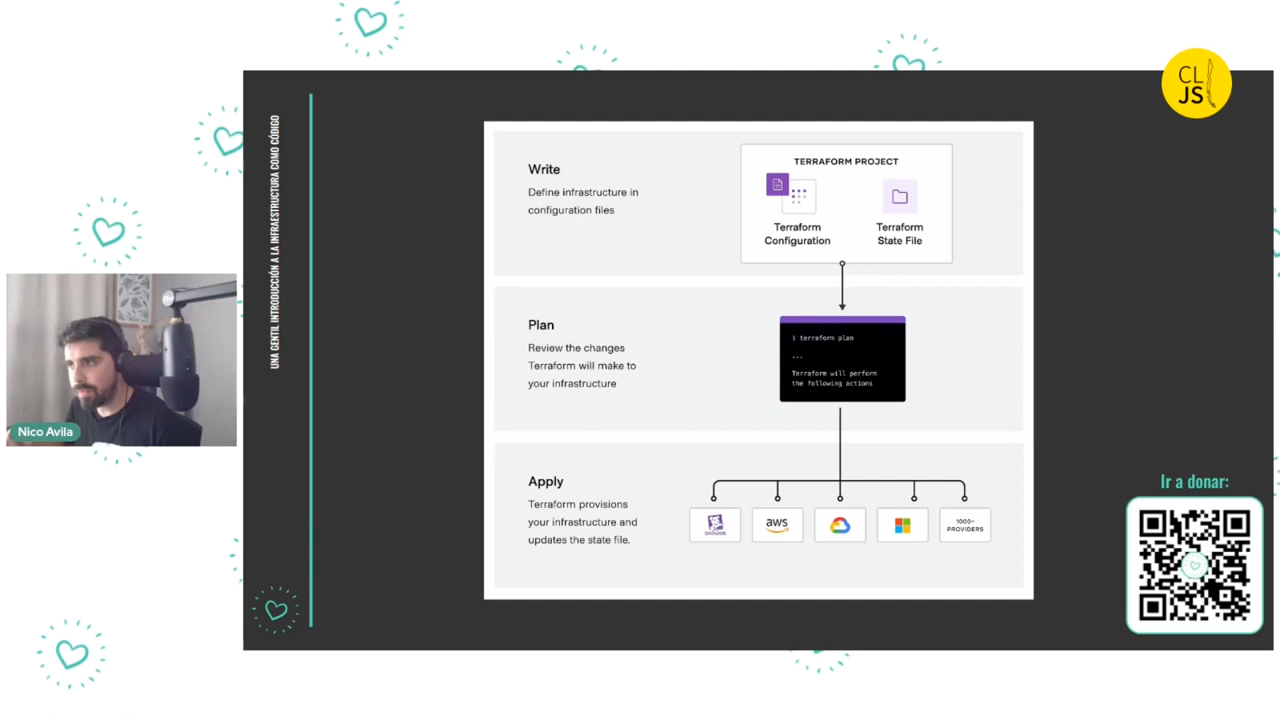 CL
JS
UNA GENTIL INTRODUCCIÓN A LA INFRAESTRUCTURA COMO CÓDIGO
Write
Define infrastructure in
configuration files
TERRAFORM PROJECT
Terraform
Configuration
Terraform
State File
Plan
Review the changes
Terraform will make to
your infrastructure
$ terraform plan
...
Terraform will perform
the following actions
Apply
Terraform provisions
your infrastructure and
updates the state file.
DATADOG
aws
1000+
PROVIDERS
Nico Avila
Ir a donar: